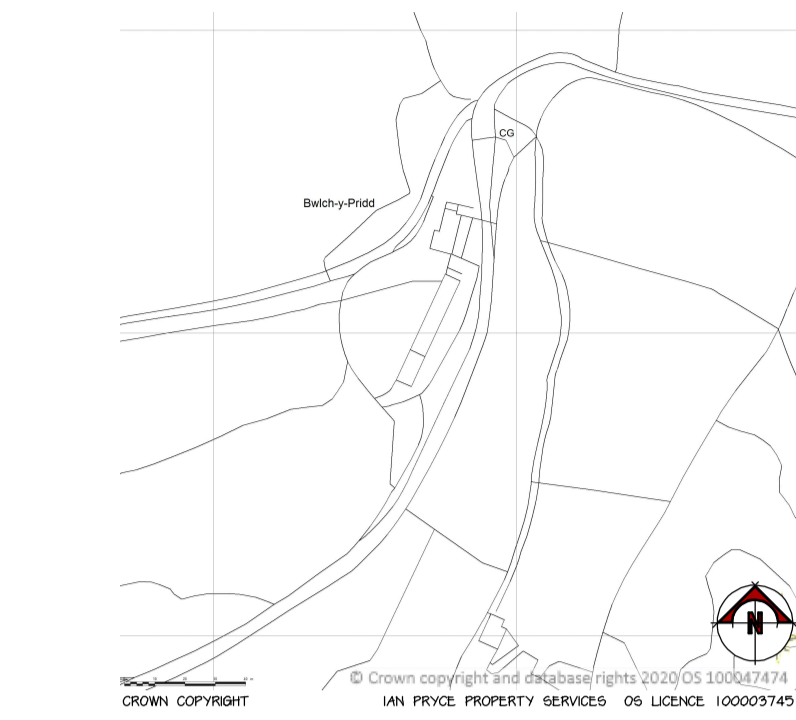 CG
Bwlch-y-Pridd
N
© Crown copyright and database rights 2020 OS 100047474
CROWN COPYRIGHT IAN PRYCE PROPERTY SERVICES OS LICENCE 100003745